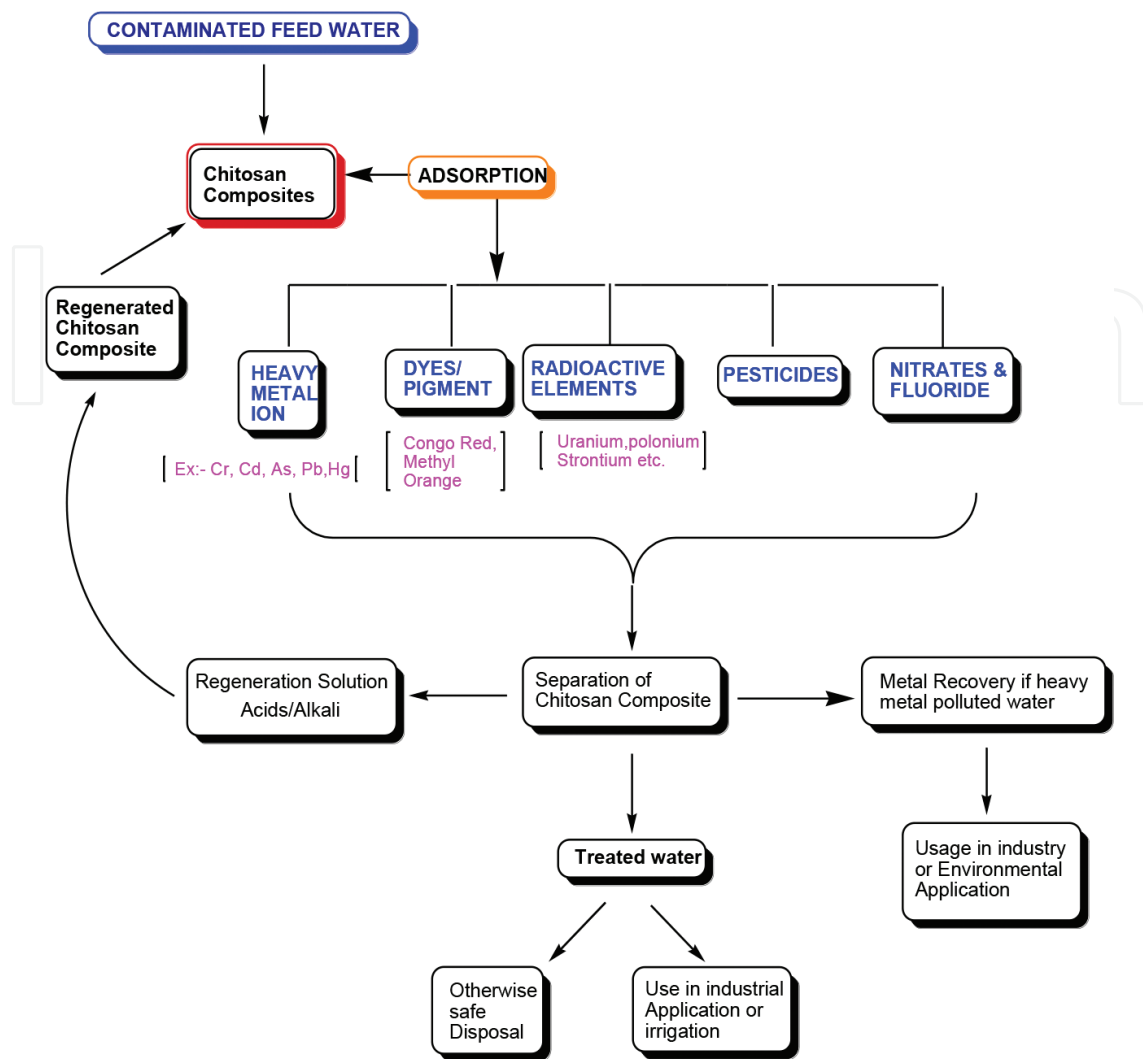 CONTAMINATED FEED WATER
Chitosan
Composites
ADSORPTION
Regenerated
Chitosan
Composite
HEAVY
METAL
ION
DYES/
PIGMENT
RADIOACTIVE
ELEMENTS
PESTICIDES
NITRATES &
FLUORIDE
[ Ex:- Cr, Cd, As, Pb,Hg ]
Congo Red,
Methyl
Orange
Uranium,polonium
Strontium etc.
Regeneration Solution
Acids/Alkali
Separation of
Chitosan Composite
Metal Recovery if heavy
metal polluted water
Treated water
Usage in industry
or Environmental
Application
Otherwise
safe
Disposal
Use in industrial
Application or
irrigation